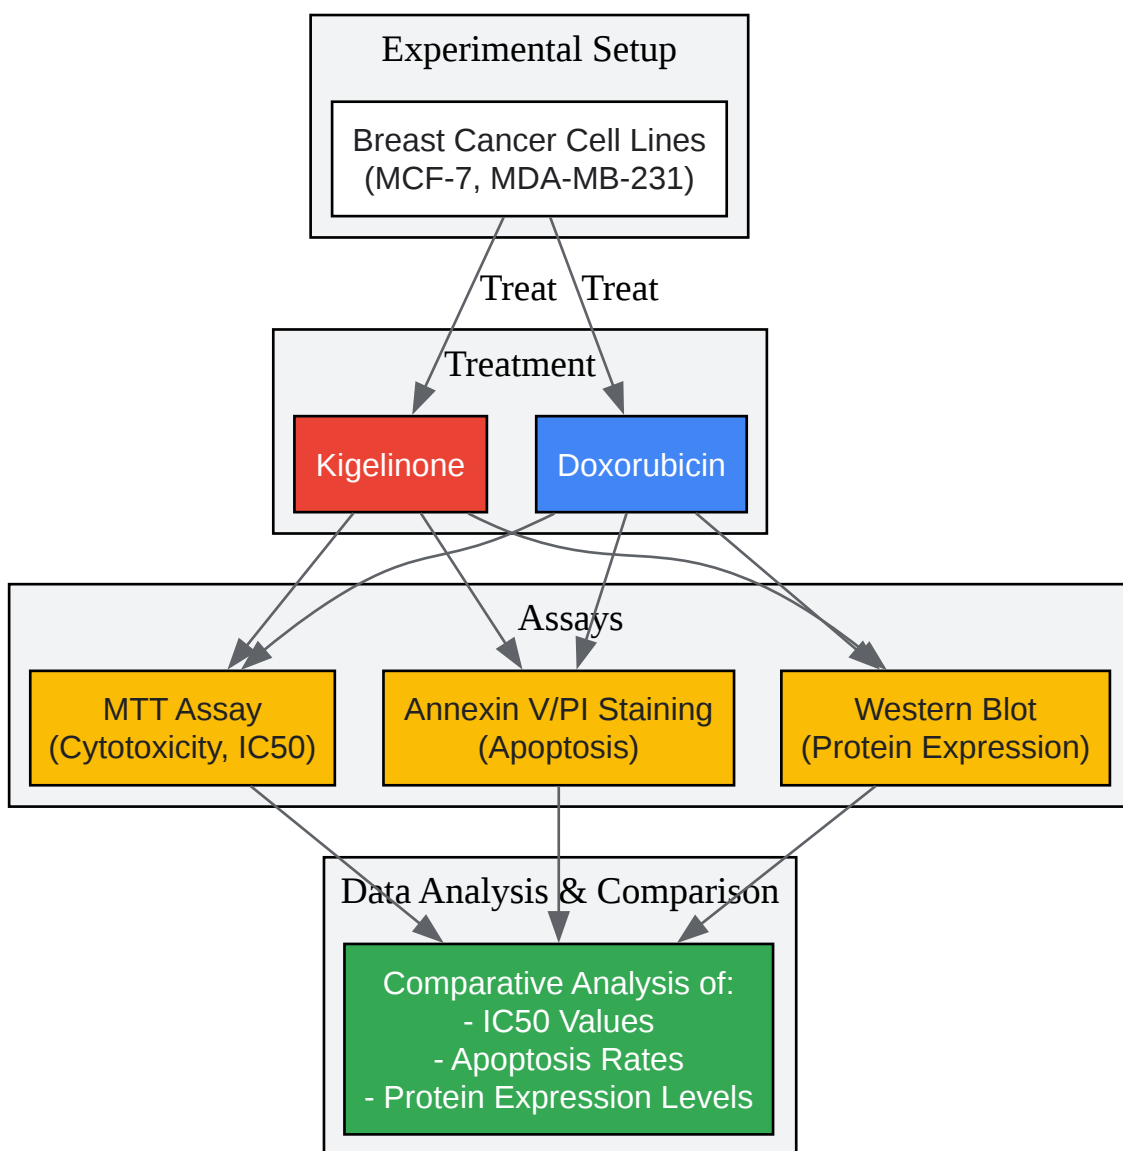 Experimental Setup
Breast Cancer Cell Lines
(MCF-7, MDA-MB-231)
Treat Treat
Treatment
Kigelinone Doxorubicin
Assays
MTT Assay
(Cytotoxicity, IC50)
Annexin V/PI Staining
(Apoptosis)
Western Blot
(Protein Expression)
Data Analysis & Comparison
Comparative Analysis of:
- IC50 Values
- Apoptosis Rates
- Protein Expression Levels